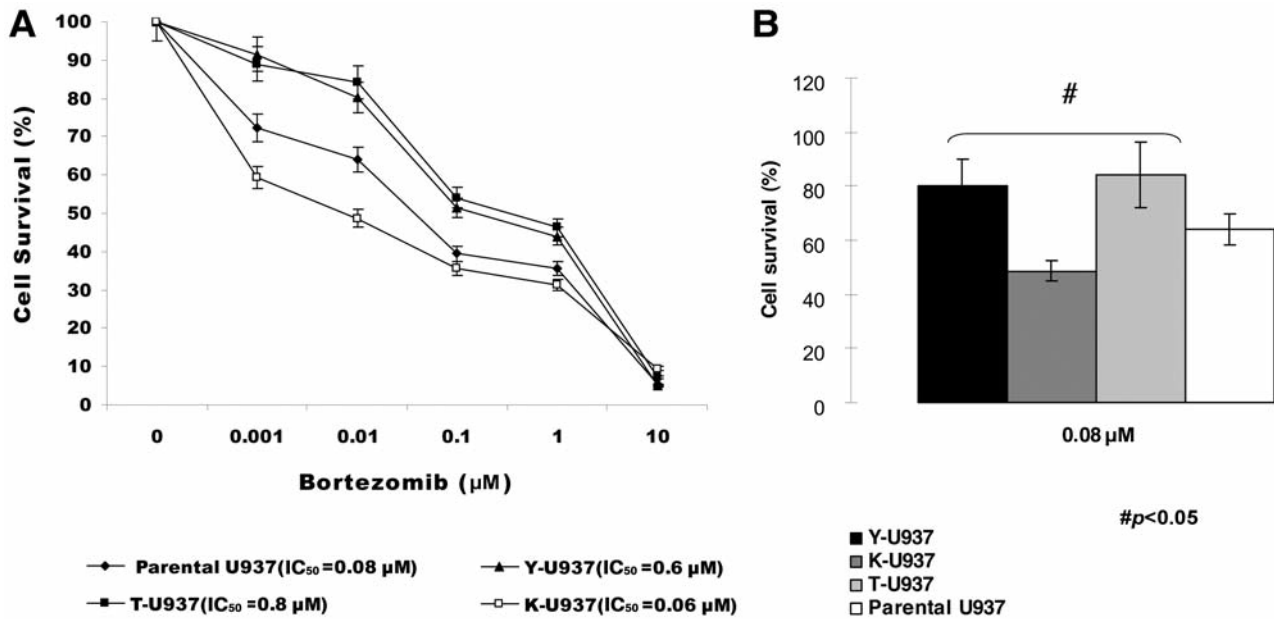 A
Cell Survival (%)
100
90
80
70
60
50
40
30
20
10
0
0 0.001 0.01 0.1 1 10
Bortezomib (μM)
Parental U937(IC50=0.08 μM)
Y-U937(IC50=0.6 μM)
T-U937(IC50=0.8 μM)
K-U937(IC50=0.06 μM)
B
Cell survival (%)
120
100
80
60
40
20
0
#
0.08 μM
#p<0.05
Y-U937
K-U937
T-U937
Parental U937